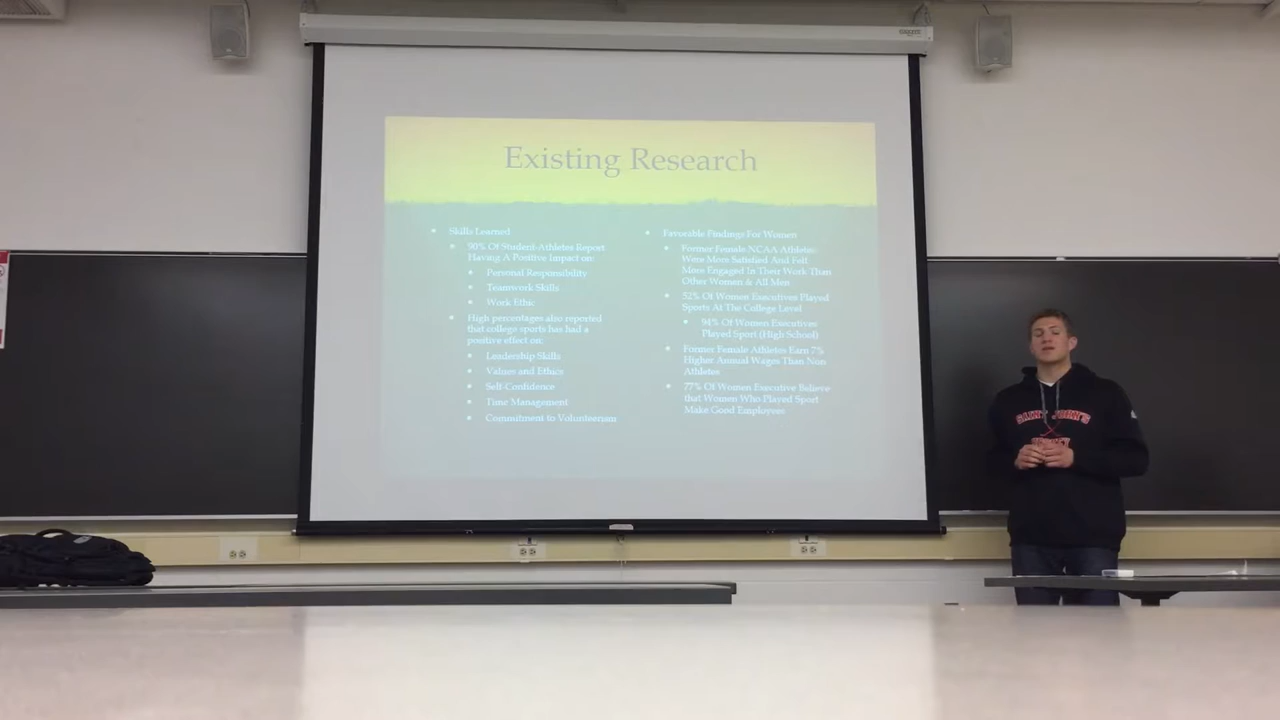 Existing Research
Skills Learned
90% Of Student-Athletes Report
Having A Positive Impact on:
Personal Responsibility
Teamwork Skills
Work Ethic
High percentages also reported
that college sports has had a
positive effect on:
Leadership Skills
Values and Ethics
Self-Confidence
Time Management
Commitment to Volunteerism
Favorable Findings For Women
Former Female NCAA Athletes
Were More Satisfied And Felt
More Engaged In Their Work Than
Other Women & All Men
52% Of Women Executives Played
Sports At The College Level
94% Of Women Executives
Played Sport (High School)
Former Female Athletes Earn 7%
Higher Annual Wages Than Non
Athletes
77% Of Women Executive Believe
that Women Who Played Sport
Make Good Employees
SAINT JOHN'S